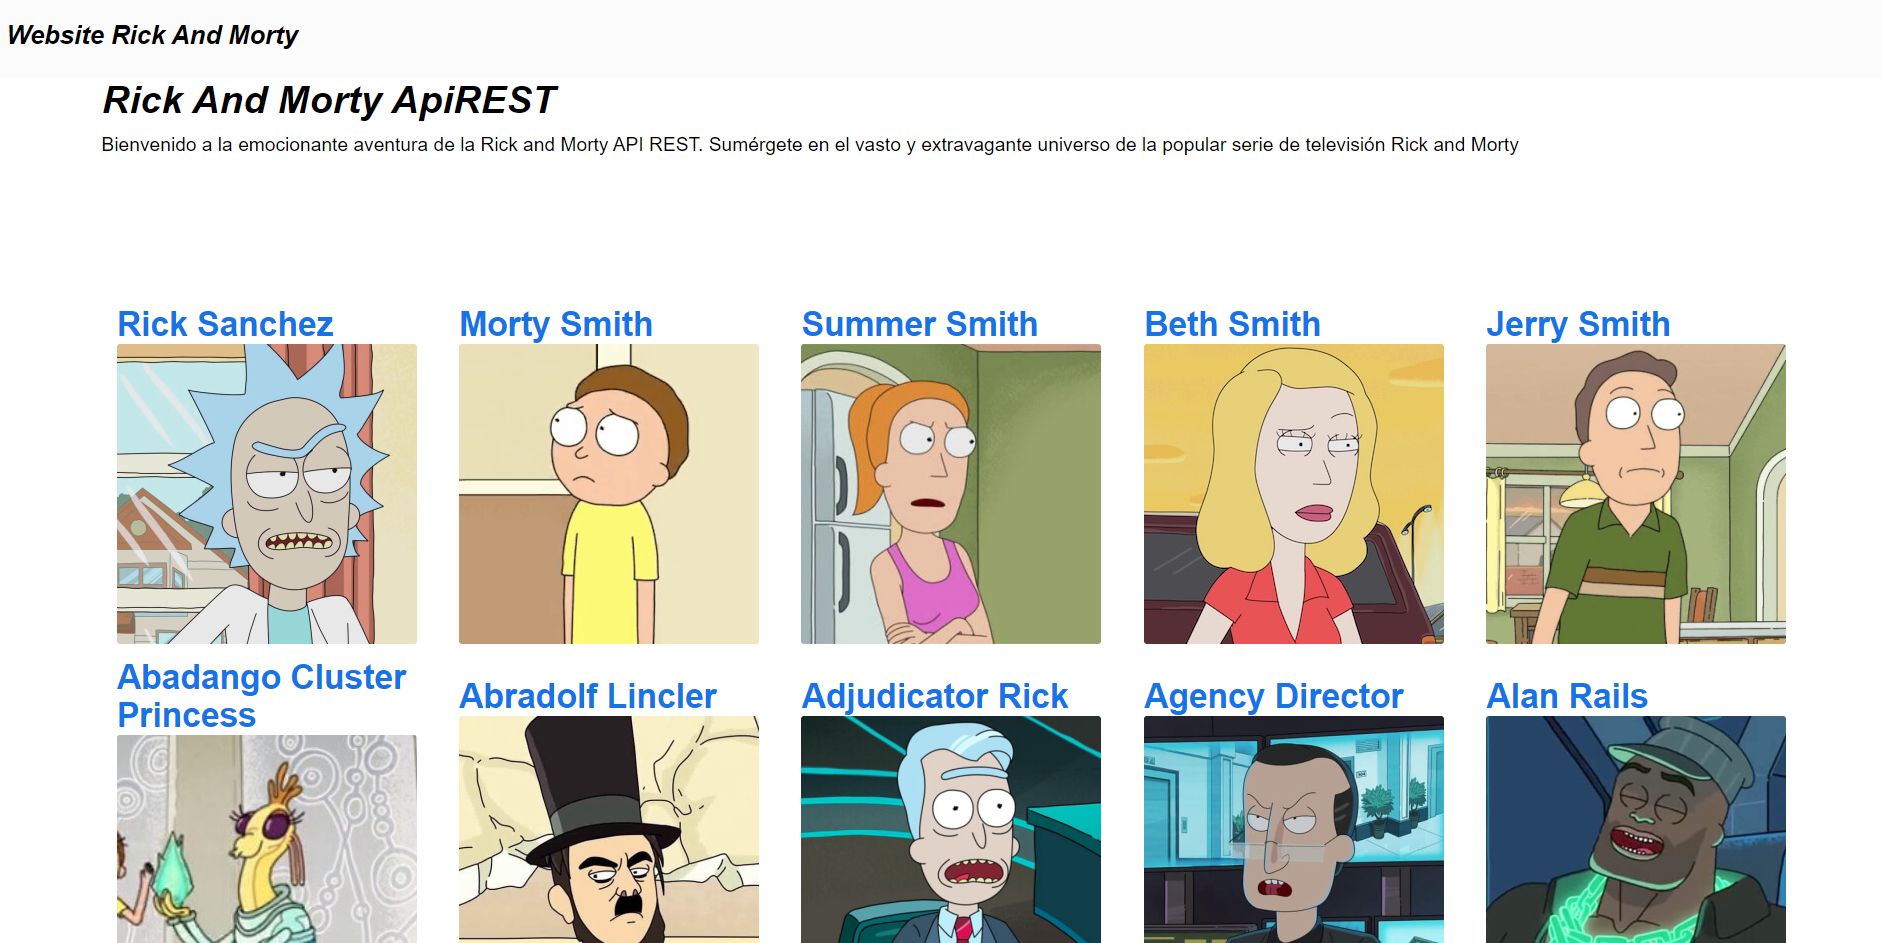 Website Rick And Morty
Rick And Morty ApiREST
Bienvenido a la emocionante aventura de la Rick and Morty API REST. Sumérgete en el vasto y extravagante universo de la popular serie de televisión Rick and Morty
Rick Sanchez
Morty Smith
Summer Smith
Beth Smith
Jerry Smith
Abadango Cluster
Princess
Abradolf Lincler
Adjudicator Rick
Agency Director
Alan Rails